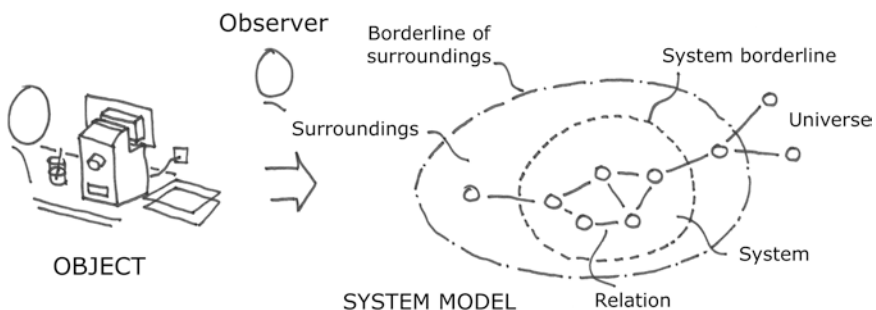 Observer
Borderline of
surroundings
System borderline
Surroundings
Universe
System
OBJECT
SYSTEM MODEL
Relation